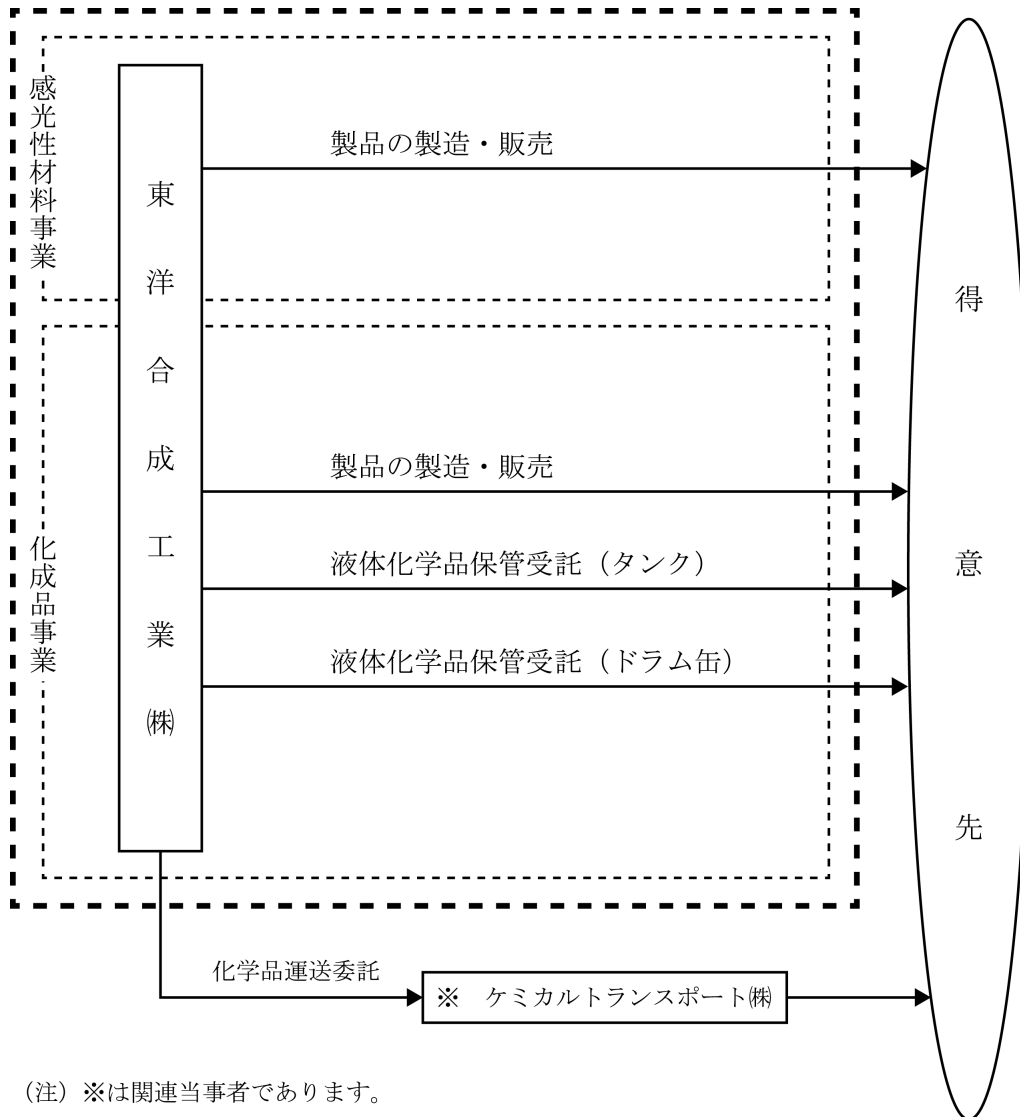 感光性材料事業
東洋合成工業㈱
製品の製造・販売
得意先
化成品事業
製品の製造・販売
液体化学品保管受託（タンク）
液体化学品保管受託（ドラム缶）
化学品運送委託
※　ケミカルトランスポート㈱
（注）※は関連当事者であります。